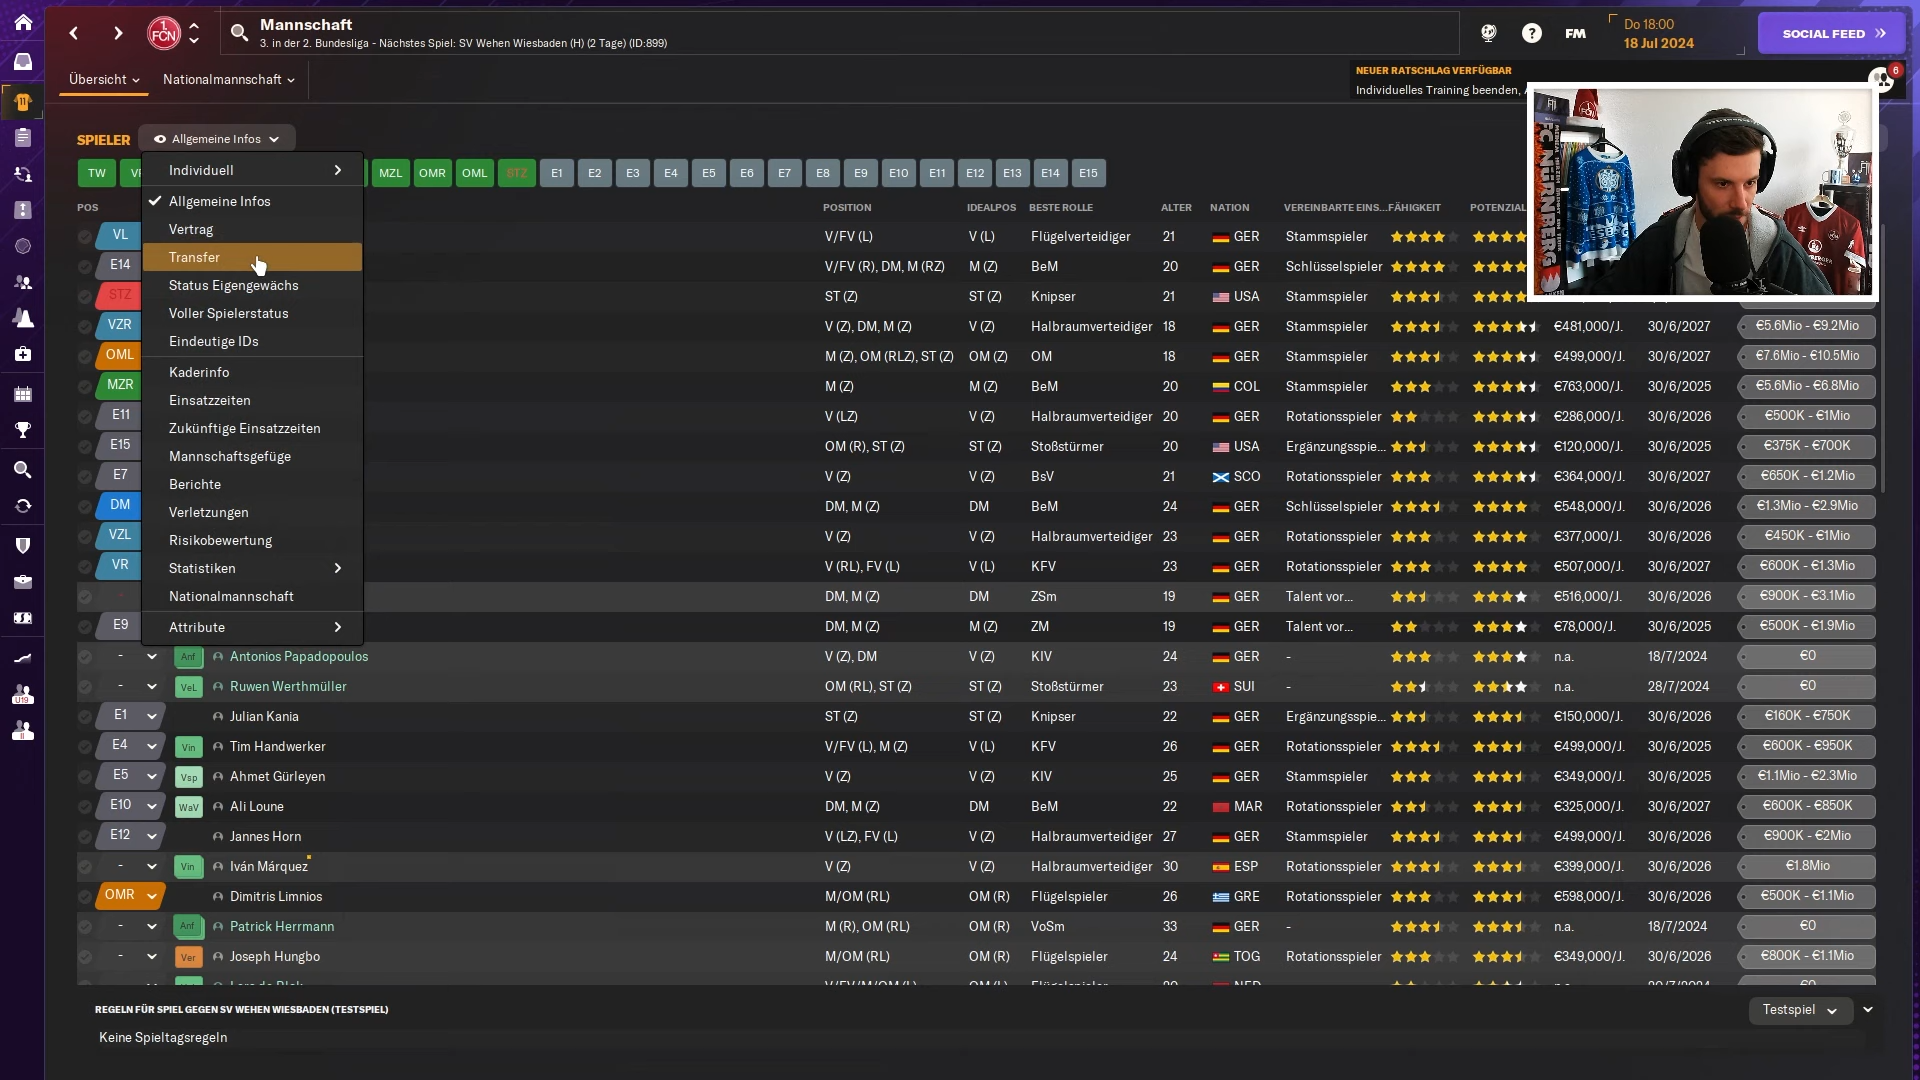 Mannschaft
3. in der 2. Bundesliga - Nächstes Spiel: SV Wehen Wiesbaden (H) (2 Tage) (ID:899)
FM
Do 18:00
18 Jul 2024
SOCIAL FEED
Übersicht
Nationalmannschaft
NEUER RATSCHLAG VERFÜGBAR
Individuelles Training beenden,
6
SPIELER
Allgemeine Infos
TW MZL OMR OML STZ E1 E2 E3 E4 E5 E6 E7 E8 E9 E10 E11 E12 E13 E14 E15
Individuell
Allgemeine Infos
Vertrag
Transfer
Status Eigengewächs
Voller Spielerstatus
Eindeutige IDs
Kaderinfo
Einsatzzeiten
Zukünftige Einsatzzeiten
Mannschaftsgefüge
Berichte
Verletzungen
Risikobewertung
Statistiken
Nationalmannschaft
Attribute
POS POSITION IDEALPOS BESTE ROLLE ALTER NATION VEREINBARTE EINS... FÄHIGKEIT POTENZIAL
VL V/FV (L) V (L) Flügelverteidiger 21 GER Stammspieler
E14 V/FV (R), DM, M (RZ) M (Z) BeM 20 GER Schlüsselspieler
STZ ST (Z) ST (Z) Knipser 21 USA Stammspieler
VZR V (Z), DM, M (Z) V (Z) Halbraumverteidiger 18 GER Stammspieler €481,000/J. 30/6/2027 €5.6Mio - €9.2Mio
OML M (Z), OM (RLZ), ST (Z) OM (Z) OM 18 GER Stammspieler €499,000/J. 30/6/2027 €7.6Mio - €10.5Mio
MZR M (Z) M (Z) BeM 20 COL Stammspieler €763,000/J. 30/6/2025 €5.6Mio - €6.8Mio
E11 V (LZ) V (Z) Halbraumverteidiger 20 GER Rotationsspieler €286,000/J. 30/6/2026 €500K - €1Mio
E15 OM (R), ST (Z) ST (Z) Stoßstürmer 20 USA Ergänzungsspie... €120,000/J. 30/6/2025 €375K - €700K
E7 V (Z) V (Z) BsV 21 SCO Rotationsspieler €364,000/J. 30/6/2027 €650K - €1.2Mio
DM DM, M (Z) DM BeM 24 GER Schlüsselspieler €548,000/J. 30/6/2026 €1.3Mio - €2.9Mio
VZL V (Z) V (Z) Halbraumverteidiger 23 GER Rotationsspieler €377,000/J. 30/6/2026 €450K - €1Mio
VR V (RL), FV (L) V (L) KFV 23 GER Rotationsspieler €507,000/J. 30/6/2027 €600K - €1.3Mio
- DM, M (Z) DM ZSm 19 GER Talent vor... €516,000/J. 30/6/2026 €900K - €3.1Mio
E9 DM, M (Z) M (Z) ZM 19 GER Talent vor... €78,000/J. 30/6/2025 €500K - €1.9Mio
- Anf Antonios Papadopoulos V (Z), DM V (Z) KIV 24 GER - n.a. 18/7/2024 €0
- VeL Ruwen Werthmüller OM (RL), ST (Z) ST (Z) Stoßstürmer 23 SUI - n.a. 28/7/2024 €0
E1 Julian Kania ST (Z) ST (Z) Knipser 22 GER Ergänzungsspie... €150,000/J. 30/6/2026 €160K - €750K
E4 Vin Tim Handwerker V/FV (L), M (Z) V (L) KFV 26 GER Rotationsspieler €499,000/J. 30/6/2025 €600K - €950K
E5 Vsp Ahmet Gürleyen V (Z) V (Z) KIV 25 GER Stammspieler €349,000/J. 30/6/2025 €1.1Mio - €2.3Mio
E10 WaV Ali Loune DM, M (Z) DM BeM 22 MAR Rotationsspieler €325,000/J. 30/6/2027 €600K - €850K
E12 Jannes Horn V (LZ), FV (L) V (Z) Halbraumverteidiger 27 GER Stammspieler €499,000/J. 30/6/2026 €900K - €2Mio
- Vin Iván Márquez V (Z) V (Z) Halbraumverteidiger 30 ESP Rotationsspieler €399,000/J. 30/6/2026 €1.8Mio
OMR Dimitris Limnios M/OM (RL) OM (R) Flügelspieler 26 GRE Rotationsspieler €598,000/J. 30/6/2026 €500K - €1.1Mio
- Anf Patrick Herrmann M (R), OM (RL) OM (R) VoSm 33 GER - n.a. 18/7/2024 €0
- Ver Joseph Hungbo M/OM (RL) OM (R) Flügelspieler 24 TOG Rotationsspieler €349,000/J. 30/6/2026 €800K - €1.1Mio
REGELN FÜR SPIEL GEGEN SV WEHEN WIESBADEN (TESTSPIEL)
Testspiel
Keine Spieltagsregeln
FC NÜRNBERG
1. FCN
U19
II